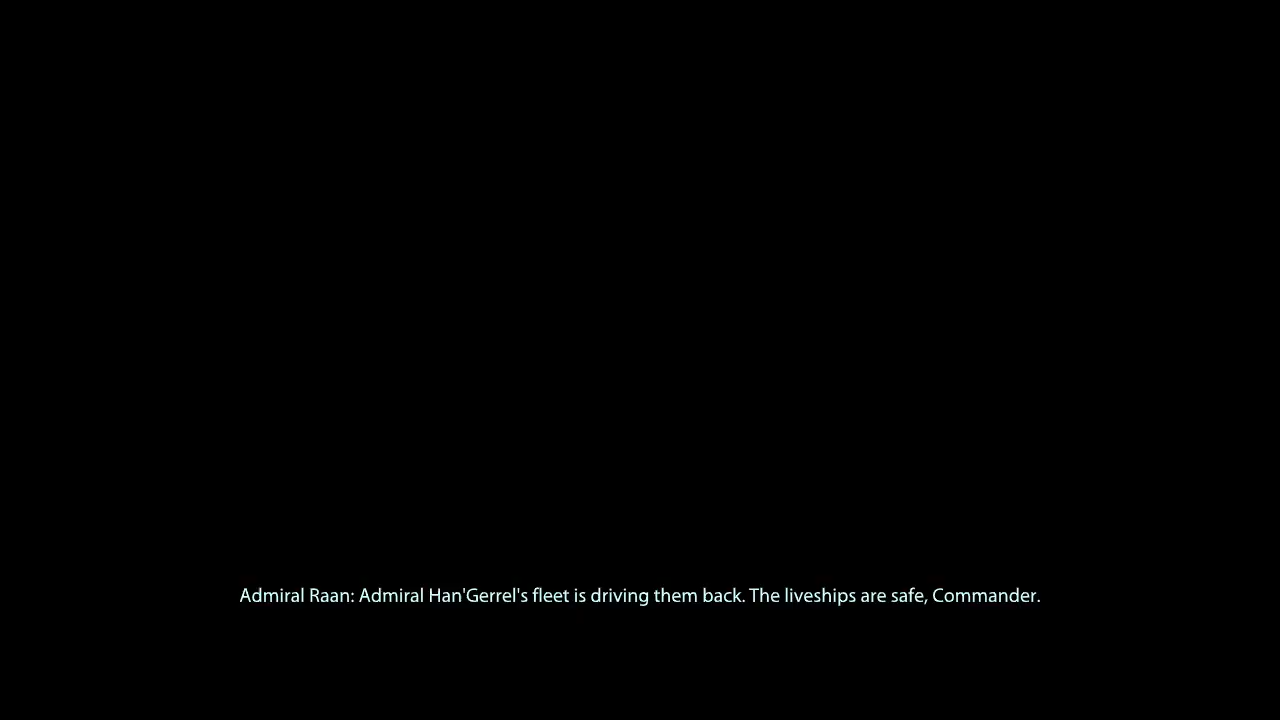 Admiral Raan: Admiral Han'Gerrel's fleet is driving them back. The liveships are safe, Commander.